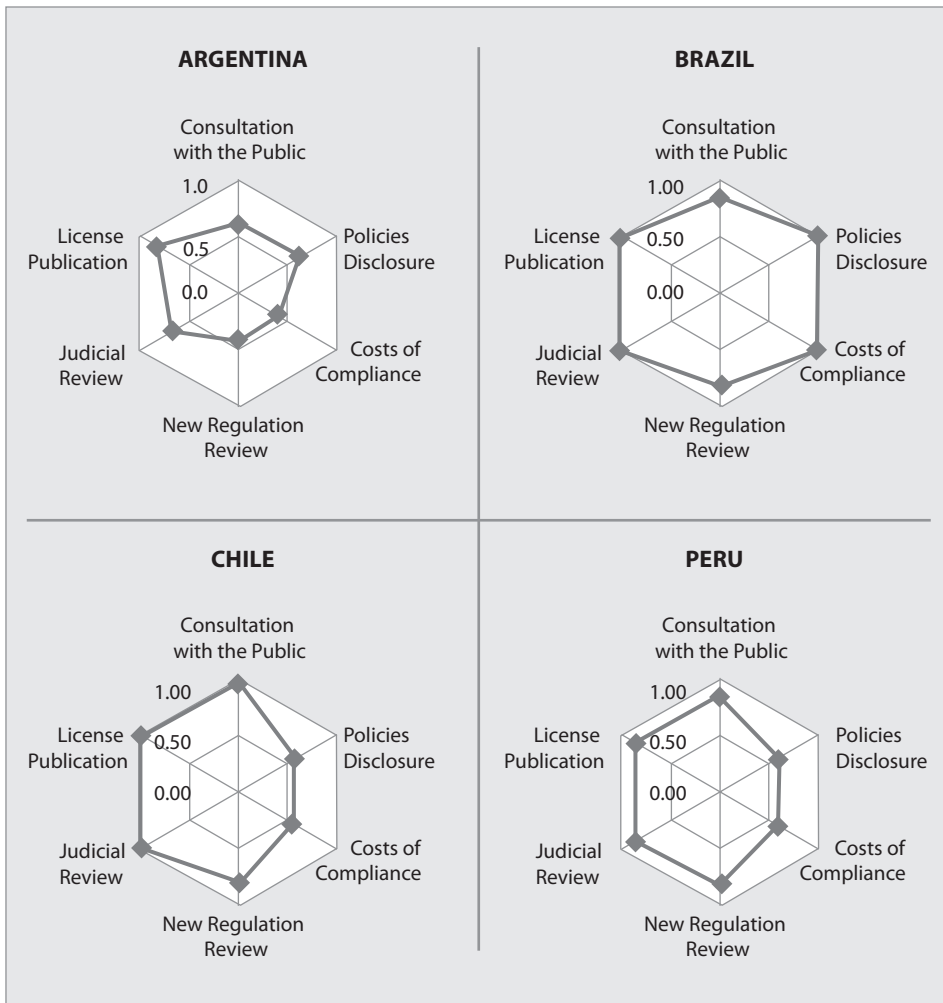 ARGENTINA
Consultation
with the Public
1.0
License
Publication
0.5
0.0
Policies
Disclosure
Judicial
Review
Costs of
Compliance
New Regulation
Review
BRAZIL
Consultation
with the Public
1.00
License
Publication
0.50
0.00
Policies
Disclosure
Judicial
Review
Costs of
Compliance
New Regulation
Review
CHILE
Consultation
with the Public
1.00
License
Publication
0.50
0.00
Policies
Disclosure
Judicial
Review
Costs of
Compliance
New Regulation
Review
PERU
Consultation
with the Public
1.00
License
Publication
0.50
0.00
Policies
Disclosure
Judicial
Review
Costs of
Compliance
New Regulation
Review